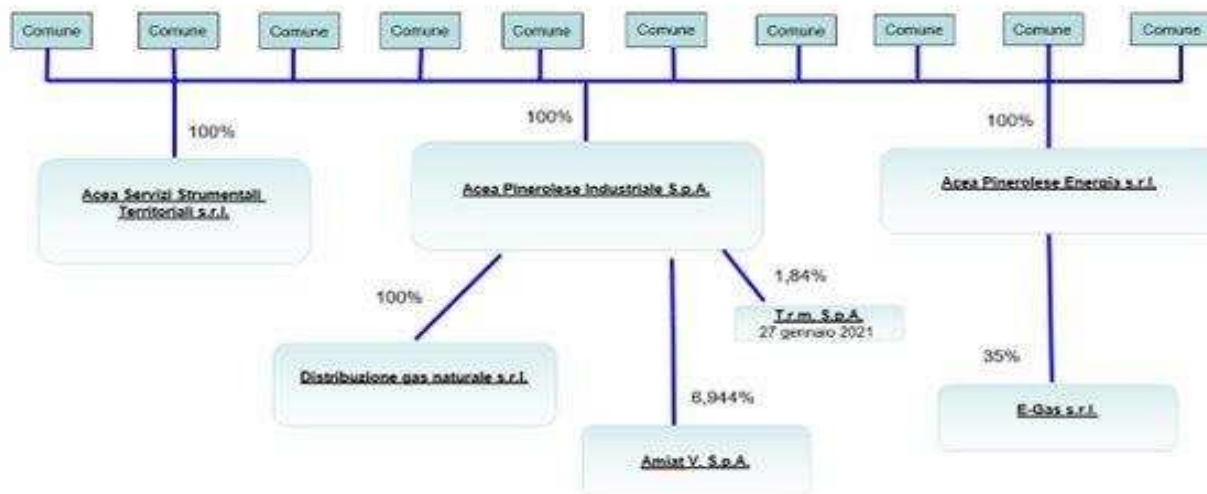 Comune
Comune
Comune
Comune
Comune
Comune
Comune
Comune
Comune
Comune
100%
100%
100%
Acea Servizi Strumentali
Territoriali s.r.l.
Acea Pinerolese Industriale S.p.A.
Acea Pinerolese Energia s.r.l.
100%
1,84%
T.r.m. S.p.A.
27 gennaio 2021
Distribuzione gas naturale s.r.l.
6,944%
35%
E-Gas s.r.l.
Amiat V. S.p.A.